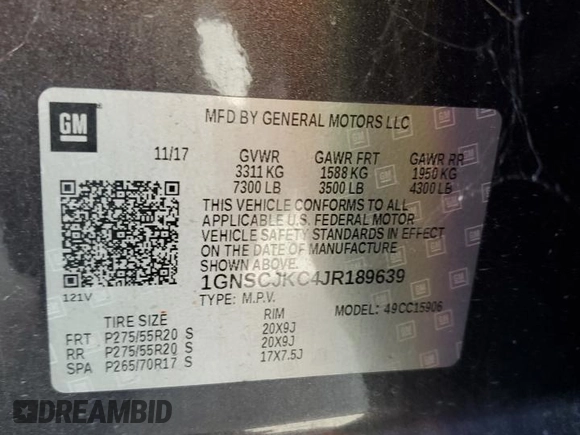 GM
MFD BY GENERAL MOTORS LLC
11/17 GVWR GAWR FRT GAWR RR
3311 KG 1588 KG 1950 KG
7300 LB 3500 LB 4300 LB
THIS VEHICLE CONFORMS TO ALL
APPLICABLE U.S. FEDERAL MOTOR
VEHICLE SAFETY STANDARDS IN EFFECT
ON THE DATE OF MANUFACTURE
SHOWN ABOVE.
1GNSCJKC4JR189639
121V
TYPE: M.P.V. MODEL: 49CC15906
TIRE SIZE RIM
FRT P275/55R20 S 20X9J
RR P275/55R20 S 20X9J
SPA P265/70R17 S 17X7.5J
DREAMBID